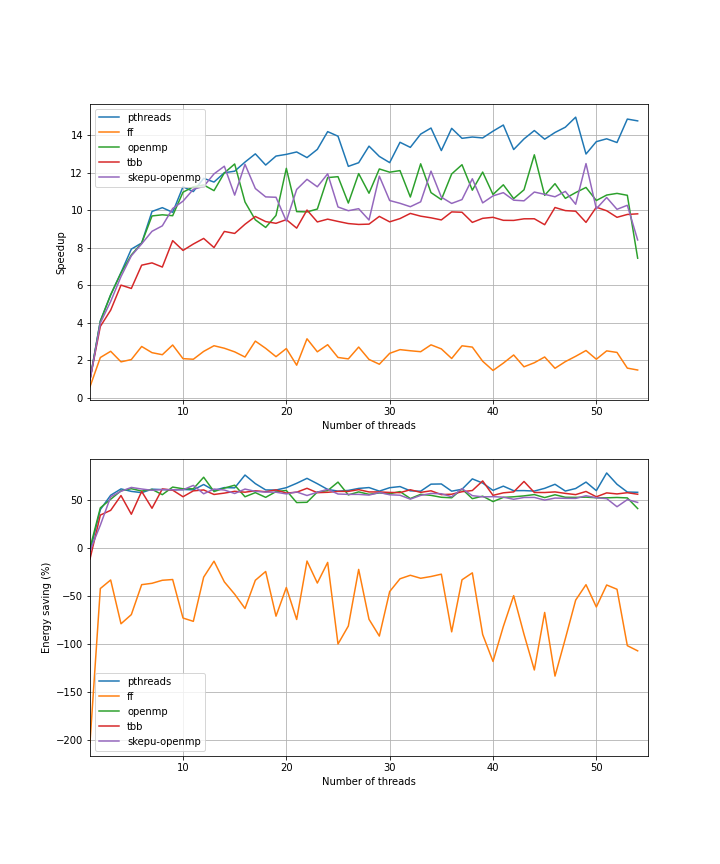 14
12
10
8
6
4
2
0
Speedup
pthreads
ff
openmp
tbb
skepu-openmp
10
20
30
40
50
Number of threads
50
0
−50
−100
−150
−200
Energy saving (%)
pthreads
ff
openmp
tbb
skepu-openmp
10
20
30
40
50
Number of threads